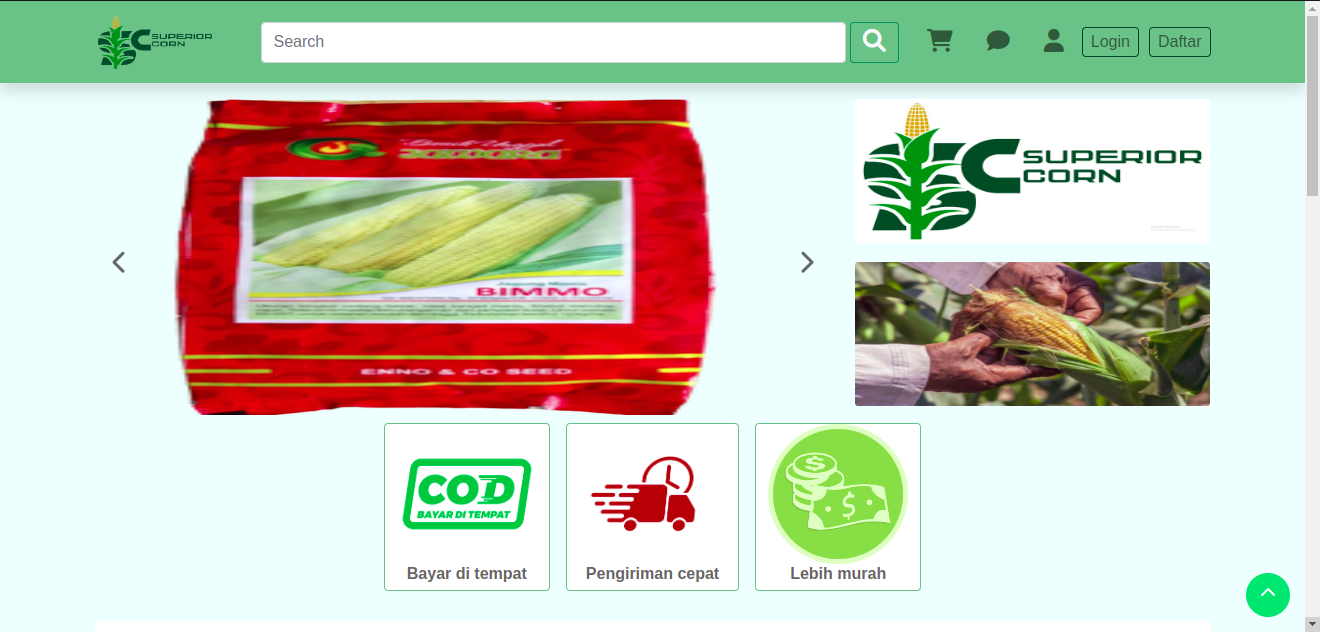 SUPERIOR
CORN
Search
Login
Daftar
SUPERIOR
CORN
BIMMO
ENNO & CO SEED
COD
BAYAR DI TEMPAT
Bayar di tempat
Pengiriman cepat
Lebih murah